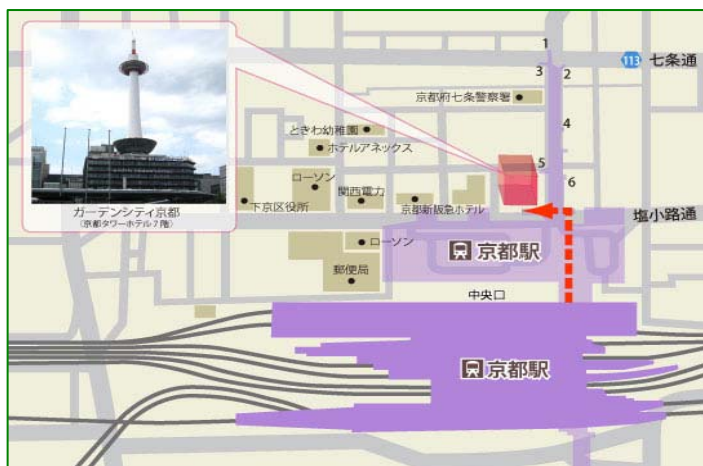 1
113 七条通
3
2
京都府七条警察署
4
ときわ幼稚園
ホテルアネックス
5
ローソン
関西電力
6
下京区役所
京都新阪急ホテル
塩小路通
ガーデンシティ京都
(京都タワーホテル7階)
ローソン
京都駅
郵便局
中央口
京都駅